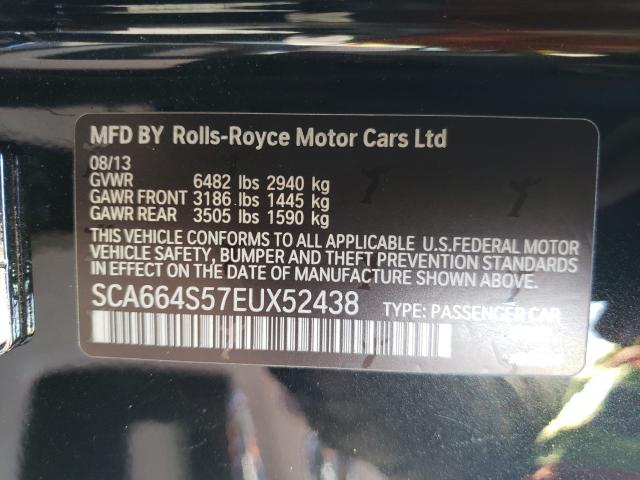 MFD BY Rolls-Royce Motor Cars Ltd
08/13
GVWR 6482 lbs 2940 kg
GAWR FRONT 3186 lbs 1445 kg
GAWR REAR 3505 lbs 1590 kg
THIS VEHICLE CONFORMS TO ALL APPLICABLE U.S.FEDERAL MOTOR
VEHICLE SAFETY, BUMPER AND THEFT PREVENTION STANDARDS
IN EFFECT ON THE DATE OF MANUFACTURE SHOWN ABOVE.
SCA664S57EUX52438 TYPE: PASSENGER CAR